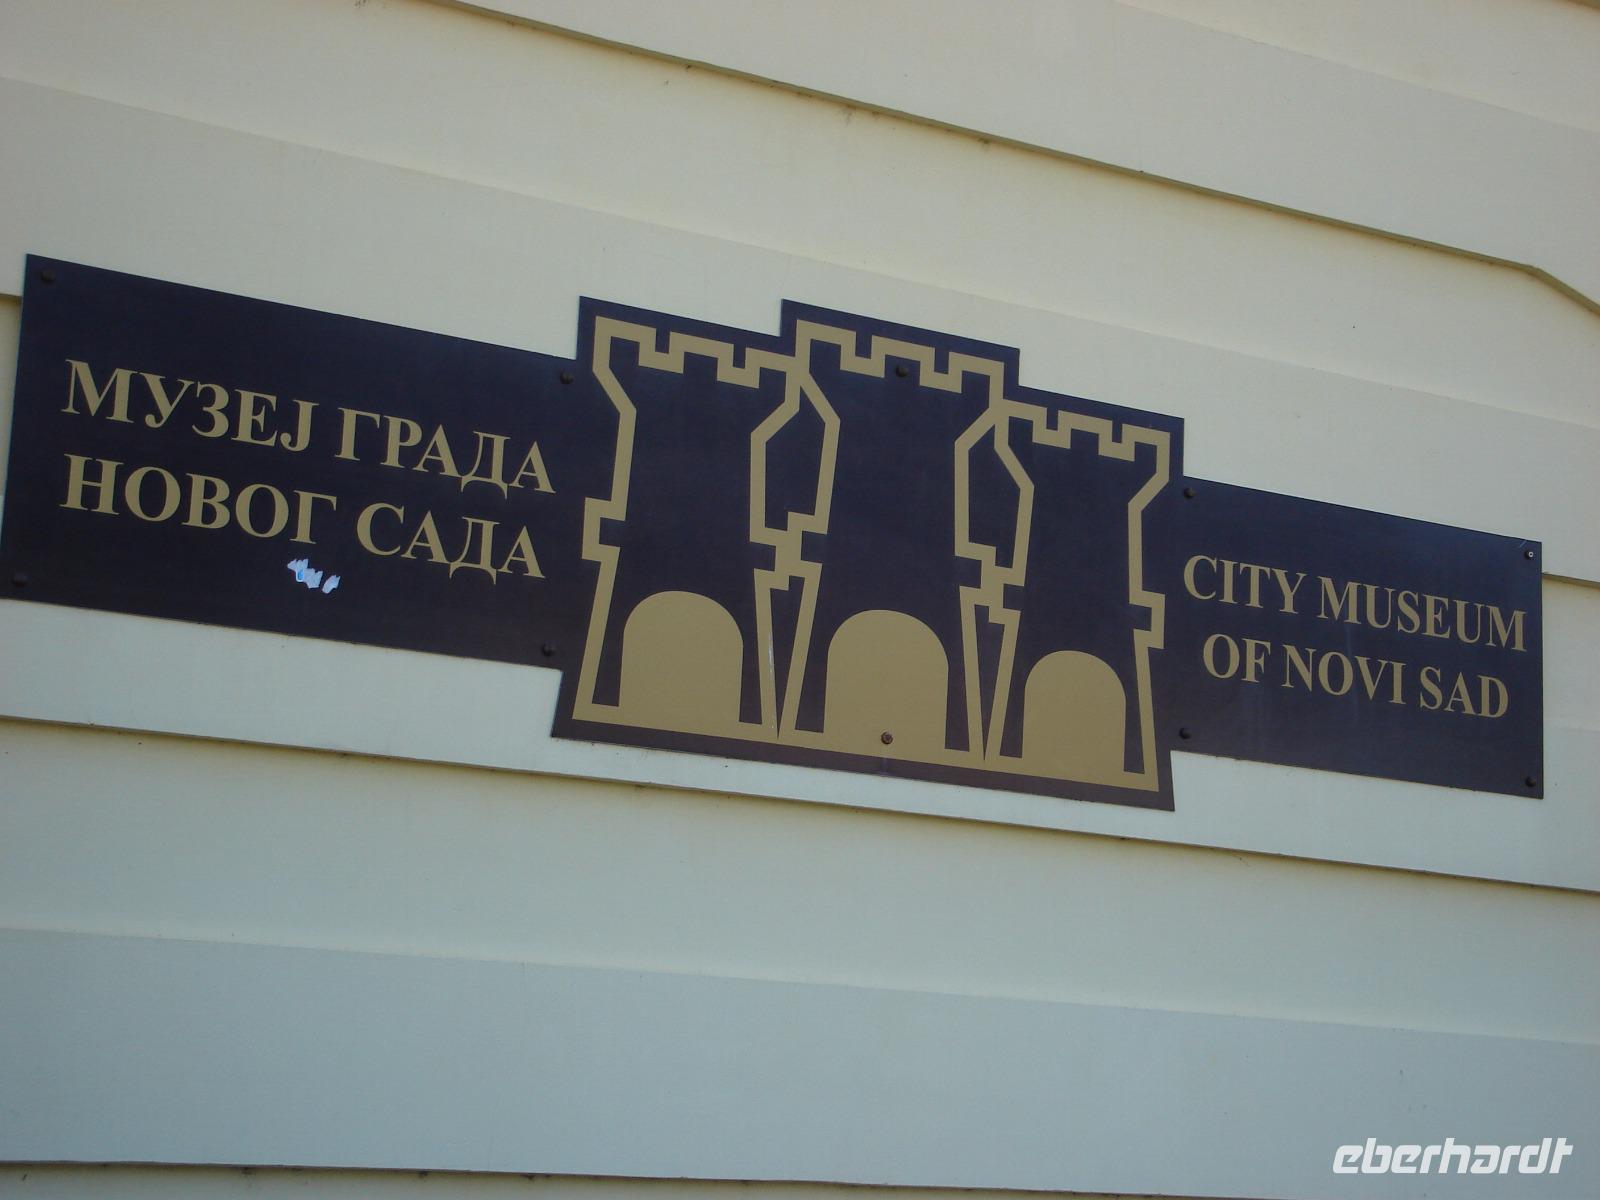 МУЗЕЈ ГРАДА
НОВОГ САДА
CITY MUSEUM
OF NOVI SAD
eberhardt